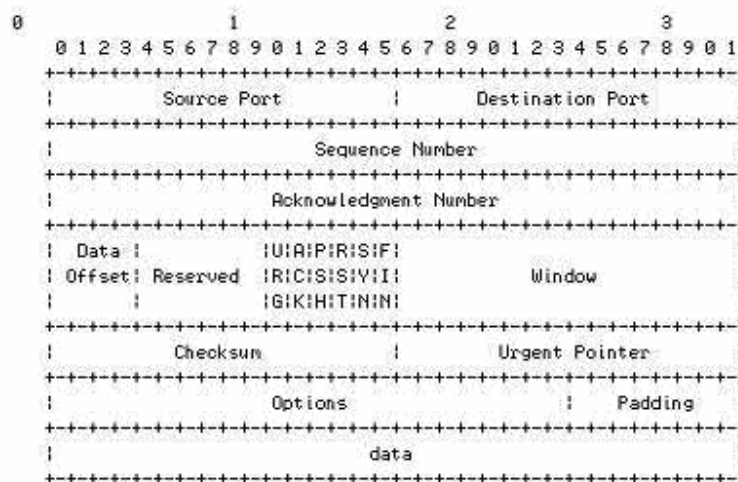 0 1 2 3
0 1 2 3 4 5 6 7 8 9 0 1 2 3 4 5 6 7 8 9 0 1 2 3 4 5 6 7 8 9 0 1
+-+-+-+-+-+-+-+-+-+-+-+-+-+-+-+-+-+-+-+-+-+-+-+-+-+-+-+-+-+-+-+-
| Source Port | Destination Port
+-+-+-+-+-+-+-+-+-+-+-+-+-+-+-+-+-+-+-+-+-+-+-+-+-+-+-+-+-+-+-+-
| Sequence Number
+-+-+-+-+-+-+-+-+-+-+-+-+-+-+-+-+-+-+-+-+-+-+-+-+-+-+-+-+-+-+-+-
| Acknowledgment Number
+-+-+-+-+-+-+-+-+-+-+-+-+-+-+-+-+-+-+-+-+-+-+-+-+-+-+-+-+-+-+-+-
| Data | |U|A|P|R|S|F|
| Offset| Reserved |R|C|S|S|Y|I| Window
| | |G|K|H|T|N|N|
+-+-+-+-+-+-+-+-+-+-+-+-+-+-+-+-+-+-+-+-+-+-+-+-+-+-+-+-+-+-+-+-
| Checksum | Urgent Pointer
+-+-+-+-+-+-+-+-+-+-+-+-+-+-+-+-+-+-+-+-+-+-+-+-+-+-+-+-+-+-+-+-
| Options | Padding
+-+-+-+-+-+-+-+-+-+-+-+-+-+-+-+-+-+-+-+-+-+-+-+-+-+-+-+-+-+-+-+-
| data
+-+-+-+-+-+-+-+-+-+-+-+-+-+-+-+-+-+-+-+-+-+-+-+-+-+-+-+-+-+-+-+-